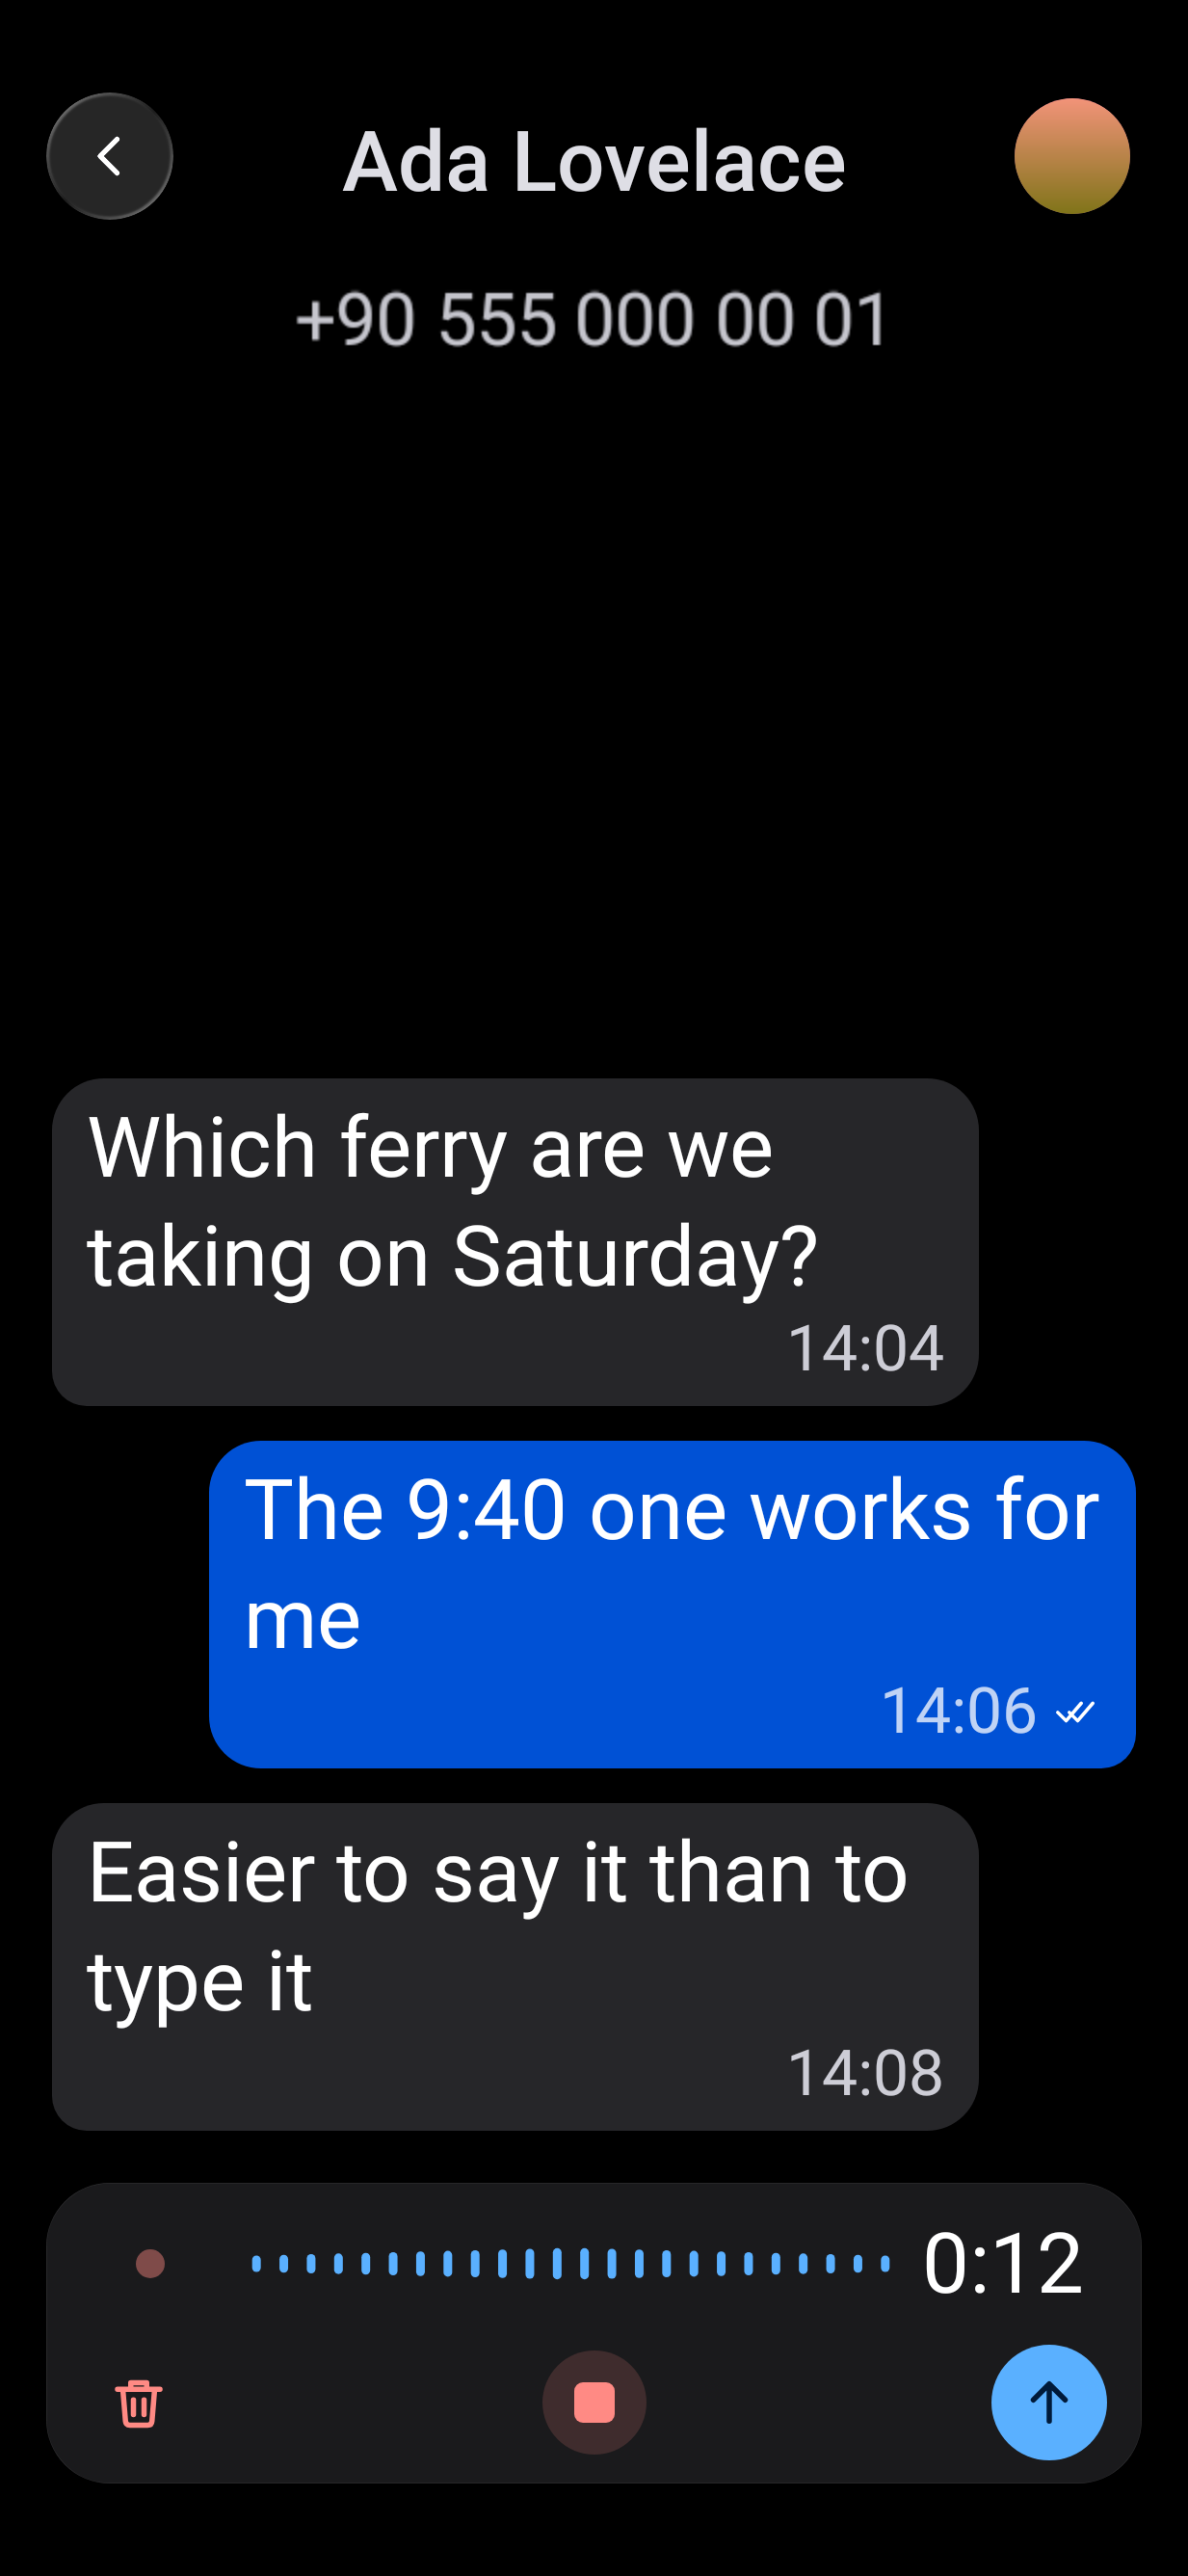 Ada Lovelace
+90 555 000 00 01
Which ferry are we
taking on Saturday?
14:04
The 9:40 one works for
me
14:06
Easier to say it than to
type it
14:08
0:12